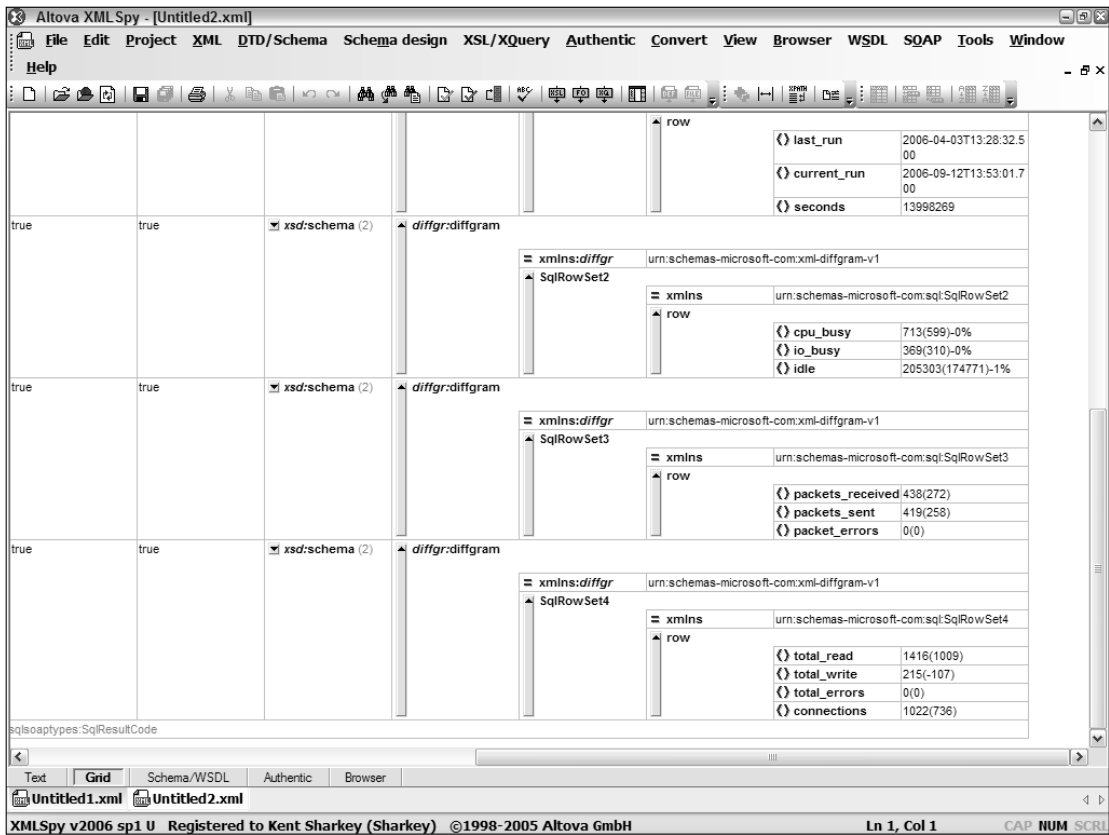 Altova XMLSpy - [Untitled2.xml]
File Edit Project XML DTD/Schema Schema design XSL/XQuery Authentic Convert View Browser WSDL SOAP Tools Window
Help
row
last_run 2006-04-03T13:28:32.5
00
current_run 2006-09-12T13:53:01.7
00
seconds 13998269
true true xsd:schema (2) diffgr:diffgram
= xmlns:diffgr urn:schemas-microsoft-com:xml-diffgram-v1
SqlRowSet2
= xmlns urn:schemas-microsoft-com:sql:SqlRowSet2
row
cpu_busy 713(599)-0%
io_busy 369(310)-0%
idle 205303(174771)-1%
true true xsd:schema (2) diffgr:diffgram
= xmlns:diffgr urn:schemas-microsoft-com:xml-diffgram-v1
SqlRowSet3
= xmlns urn:schemas-microsoft-com:sql:SqlRowSet3
row
packets_received 438(272)
packets_sent 419(258)
packet_errors 0(0)
true true xsd:schema (2) diffgr:diffgram
= xmlns:diffgr urn:schemas-microsoft-com:xml-diffgram-v1
SqlRowSet4
= xmlns urn:schemas-microsoft-com:sql:SqlRowSet4
row
total_read 1416(1009)
total_write 215(-107)
total_errors 0(0)
connections 1022(736)
sqlsoaptypes:SqlResultCode
Text Grid Schema/WSDL Authentic Browser
Untitled1.xml Untitled2.xml
XMLSpy v2006 sp1 U Registered to Kent Sharkey (Sharkey) ©1998-2005 Altova GmbH Ln 1, Col 1 CAP NUM SCRL